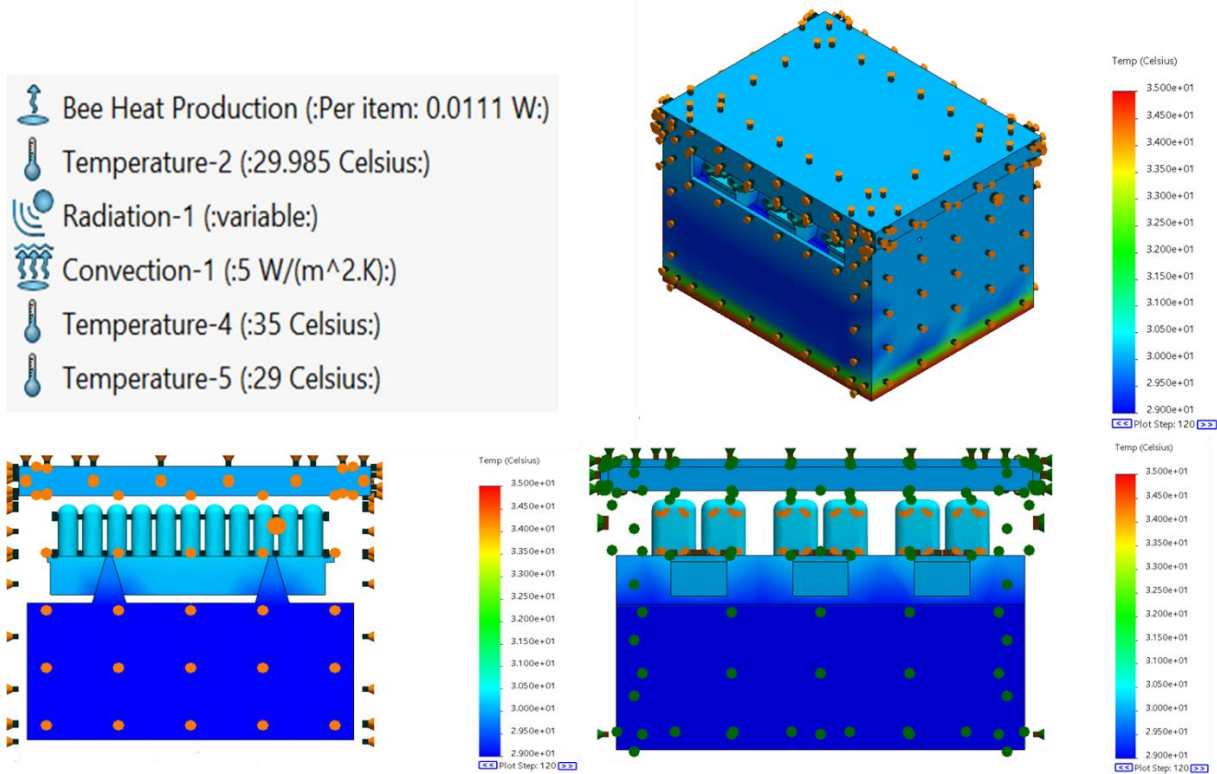 Bee Heat Production (:Per item: 0.0111 W:)
Temperature-2 (:29.985 Celsius:)
Radiation-1 (:variable:)
Convection-1 (:5 W/(m^2.K):)
Temperature-4 (:35 Celsius:)
Temperature-5 (:29 Celsius:)
Temp (Celsius)
3.500e+01
3.450e+01
3.400e+01
3.350e+01
3.300e+01
3.250e+01
3.200e+01
3.150e+01
3.100e+01
3.050e+01
3.000e+01
2.950e+01
2.900e+01
<< Plot Step: 120 >>
Temp (Celsius)
3.500e+01
3.450e+01
3.400e+01
3.350e+01
3.300e+01
3.250e+01
3.200e+01
3.150e+01
3.100e+01
3.050e+01
3.000e+01
2.950e+01
2.900e+01
<< Plot Step: 120 >>
Temp (Celsius)
3.500e+01
3.450e+01
3.400e+01
3.350e+01
3.300e+01
3.250e+01
3.200e+01
3.150e+01
3.100e+01
3.050e+01
3.000e+01
2.950e+01
2.900e+01
<< Plot Step: 120 >>